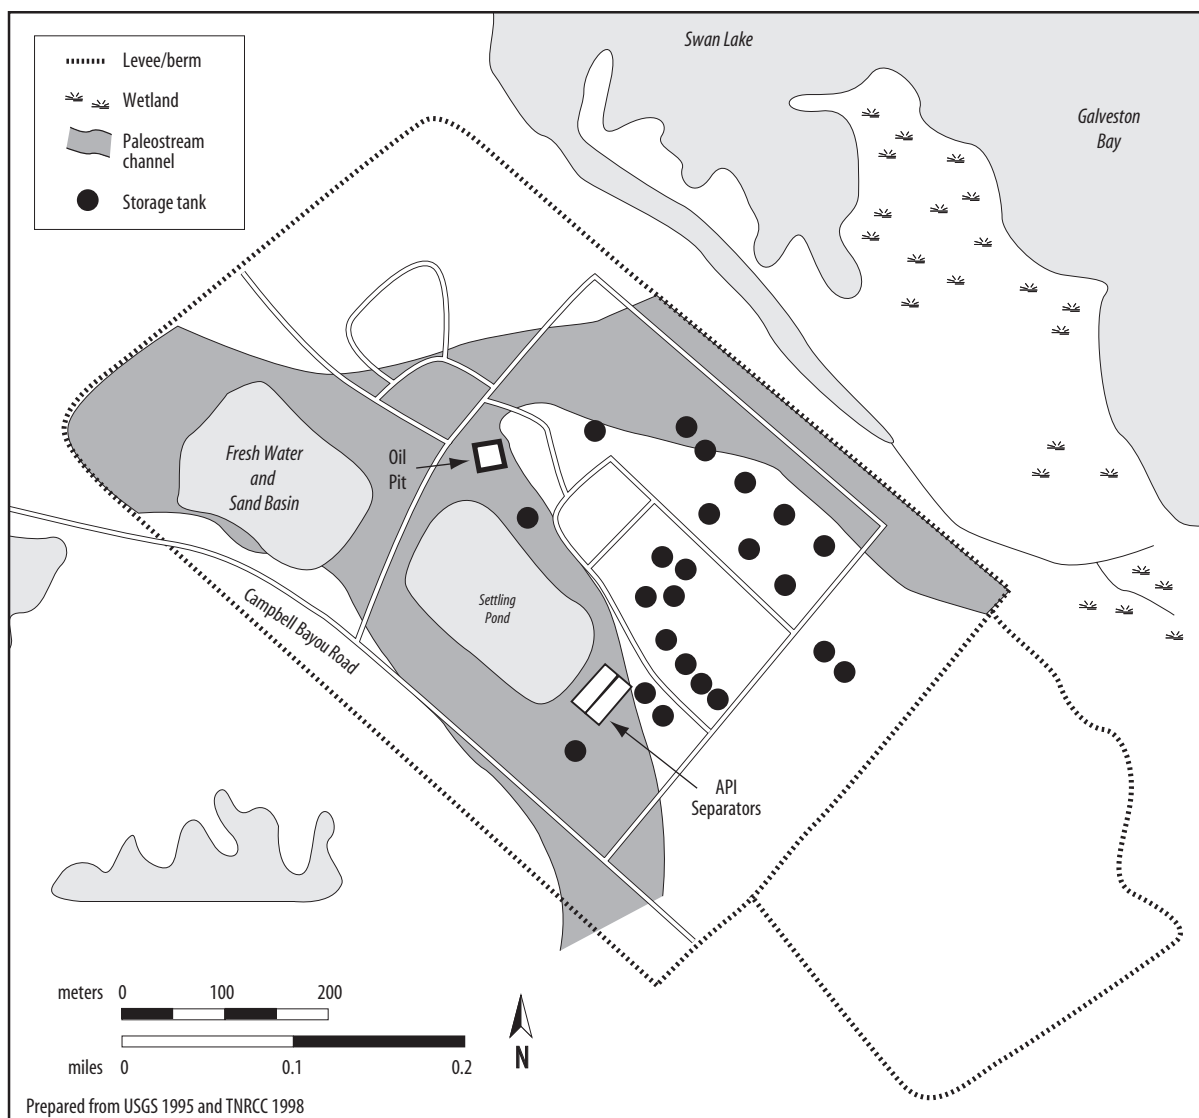 Levee/berm
Wetland
Paleostream
channel
Storage tank
Swan Lake
Galveston
Bay
Fresh Water
and
Sand Basin
Oil
Pit
Settling
Pond
Campbell Bayou Road
API
Separators
meters 0 100 200
miles 0 0.1 0.2
N
Prepared from USGS 1995 and TNRCC 1998